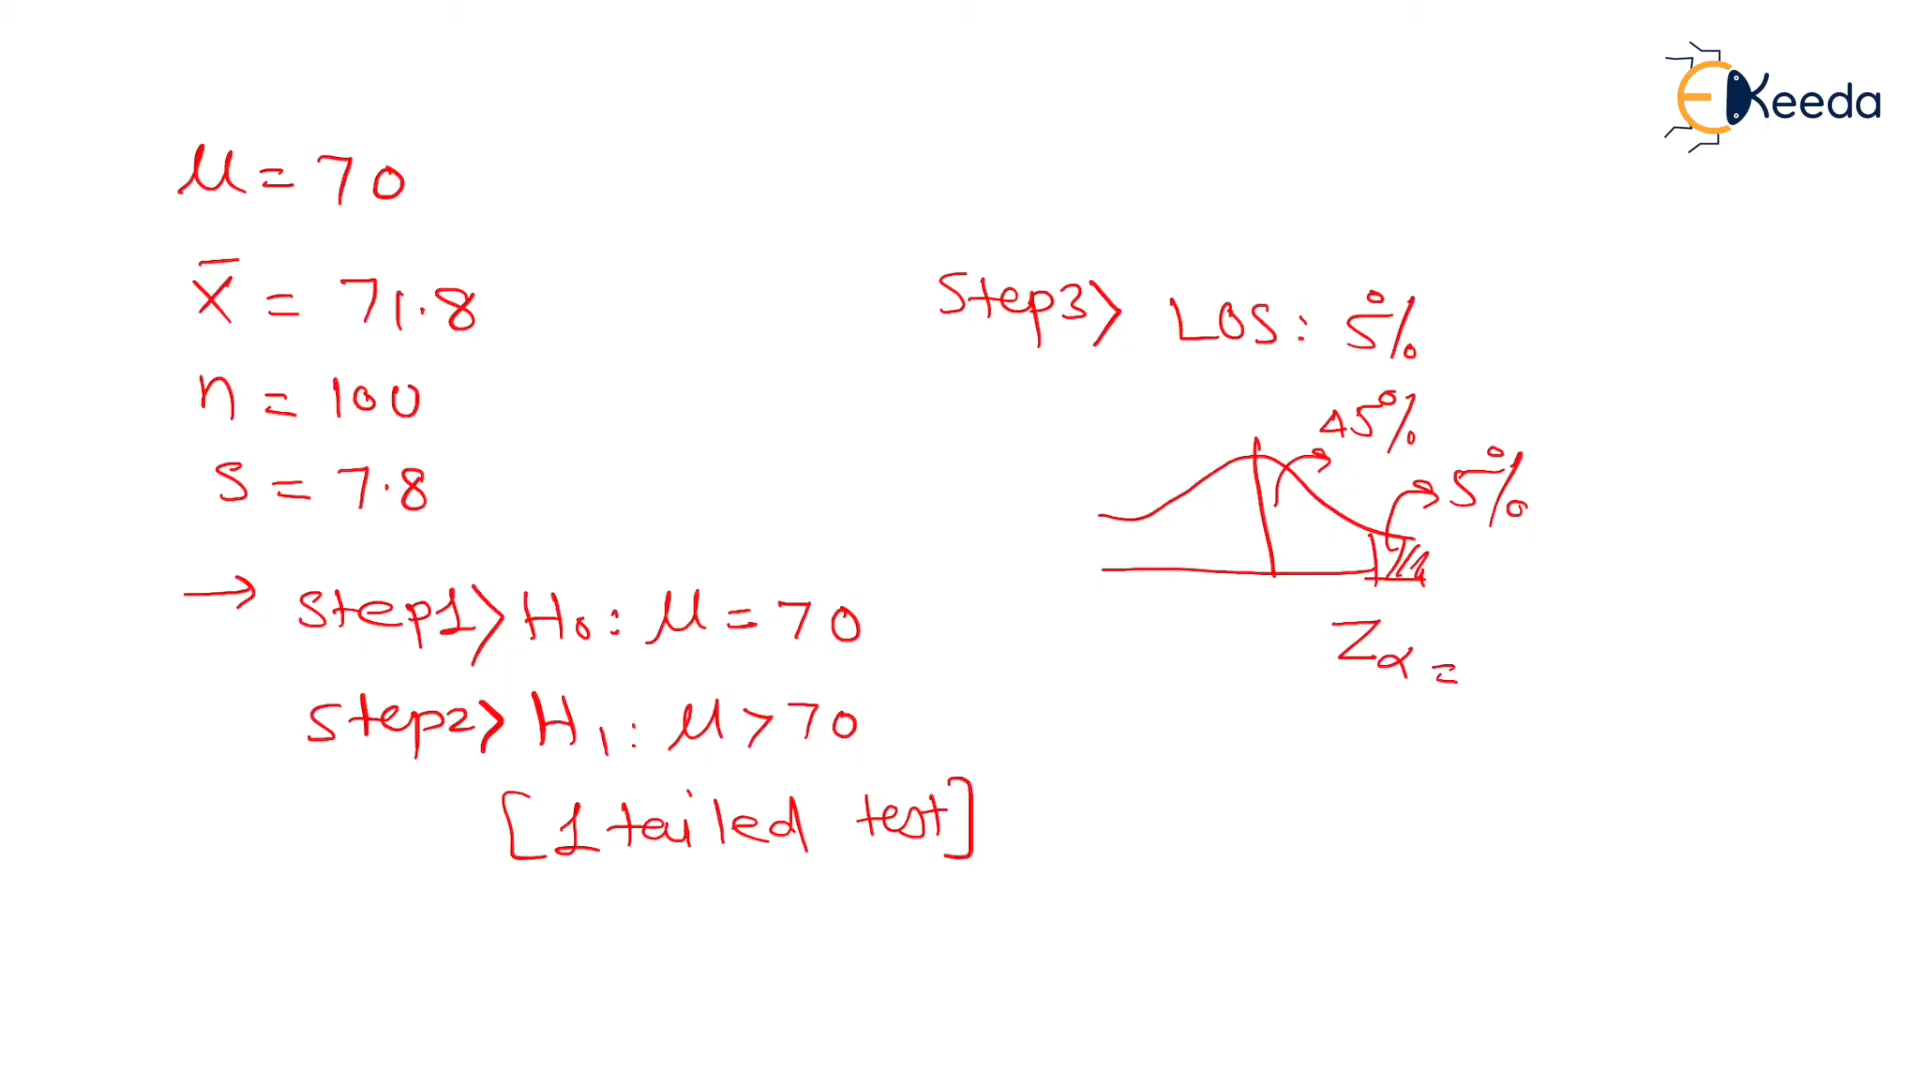 EKeeda
μ = 70
x̄ = 71.8
n = 100
s = 7.8
→ Step1> H₀ : μ = 70
Step2> H₁ : μ > 70
[1 tailed test]
Step3> LOS : 5%
45%
5%
Zα =